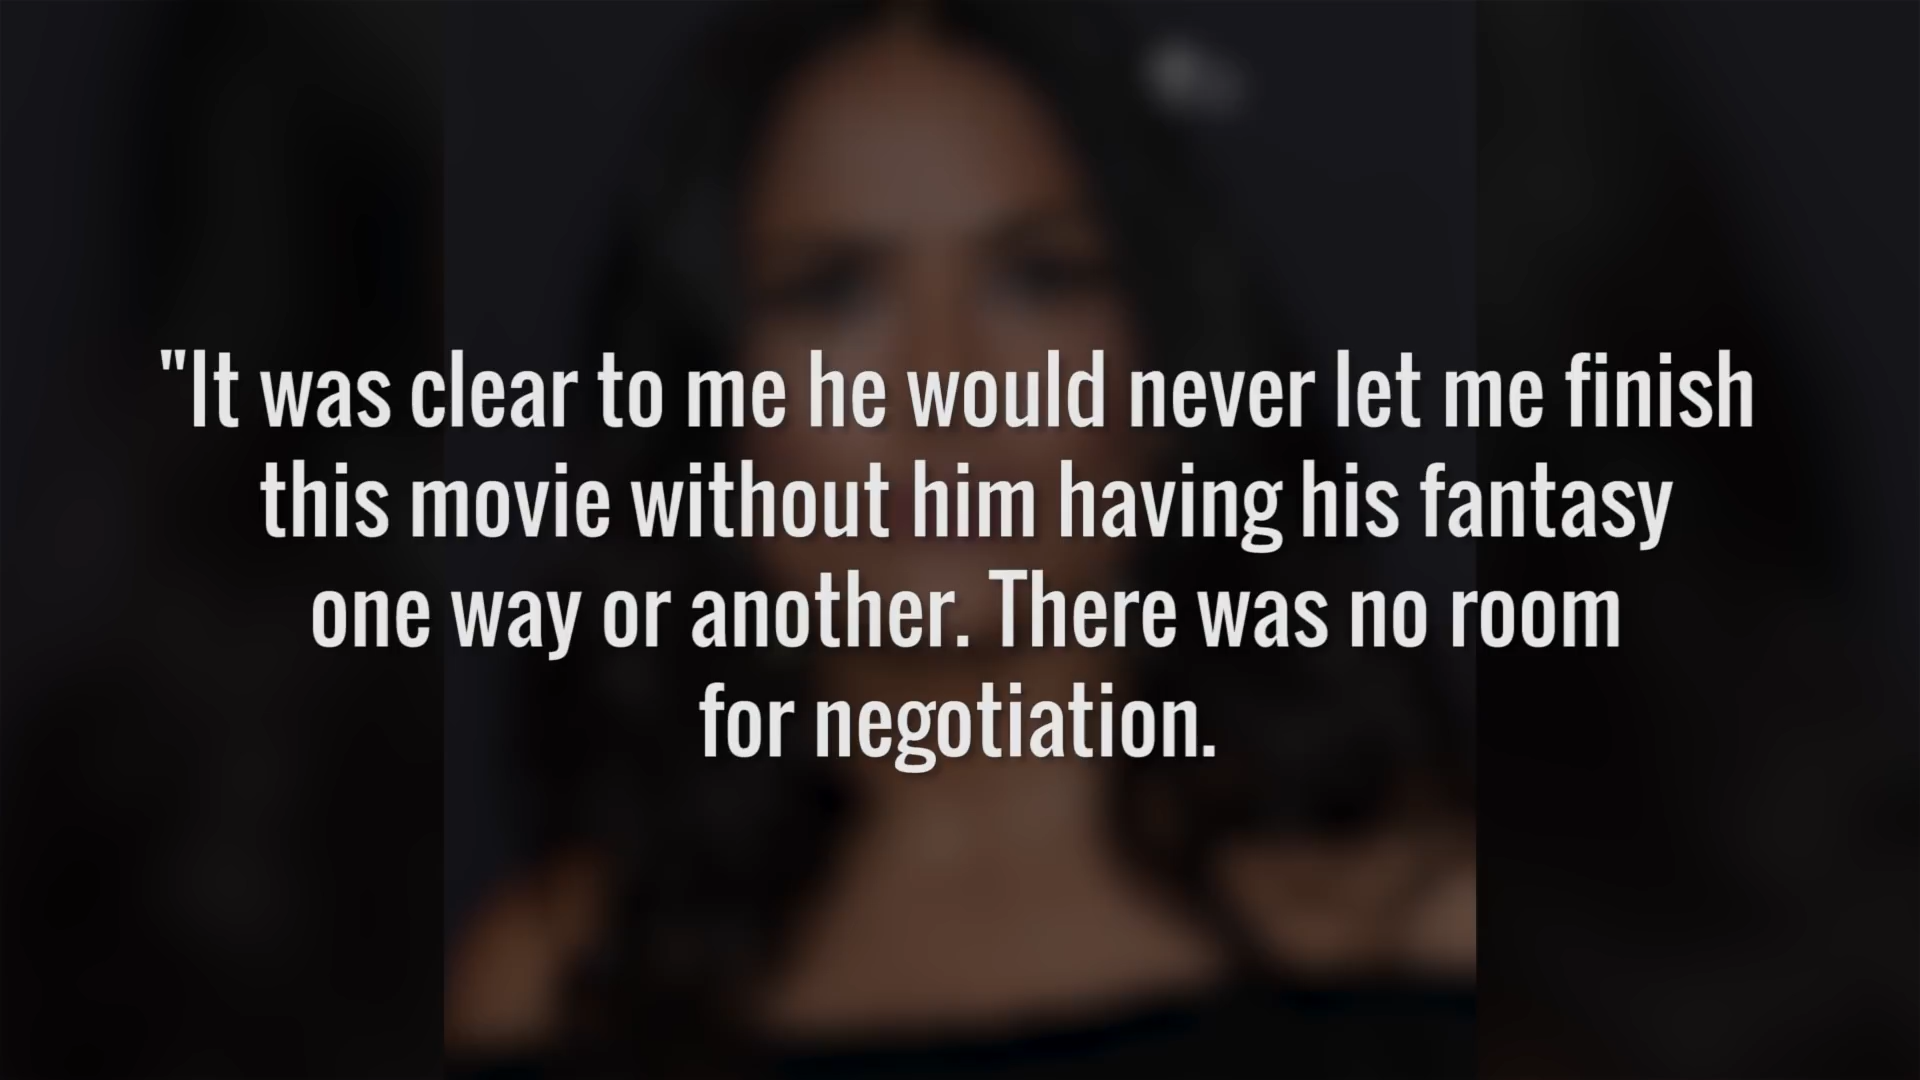 "It was clear to me he would never let me finish
this movie without him having his fantasy
one way or another. There was no room
for negotiation.